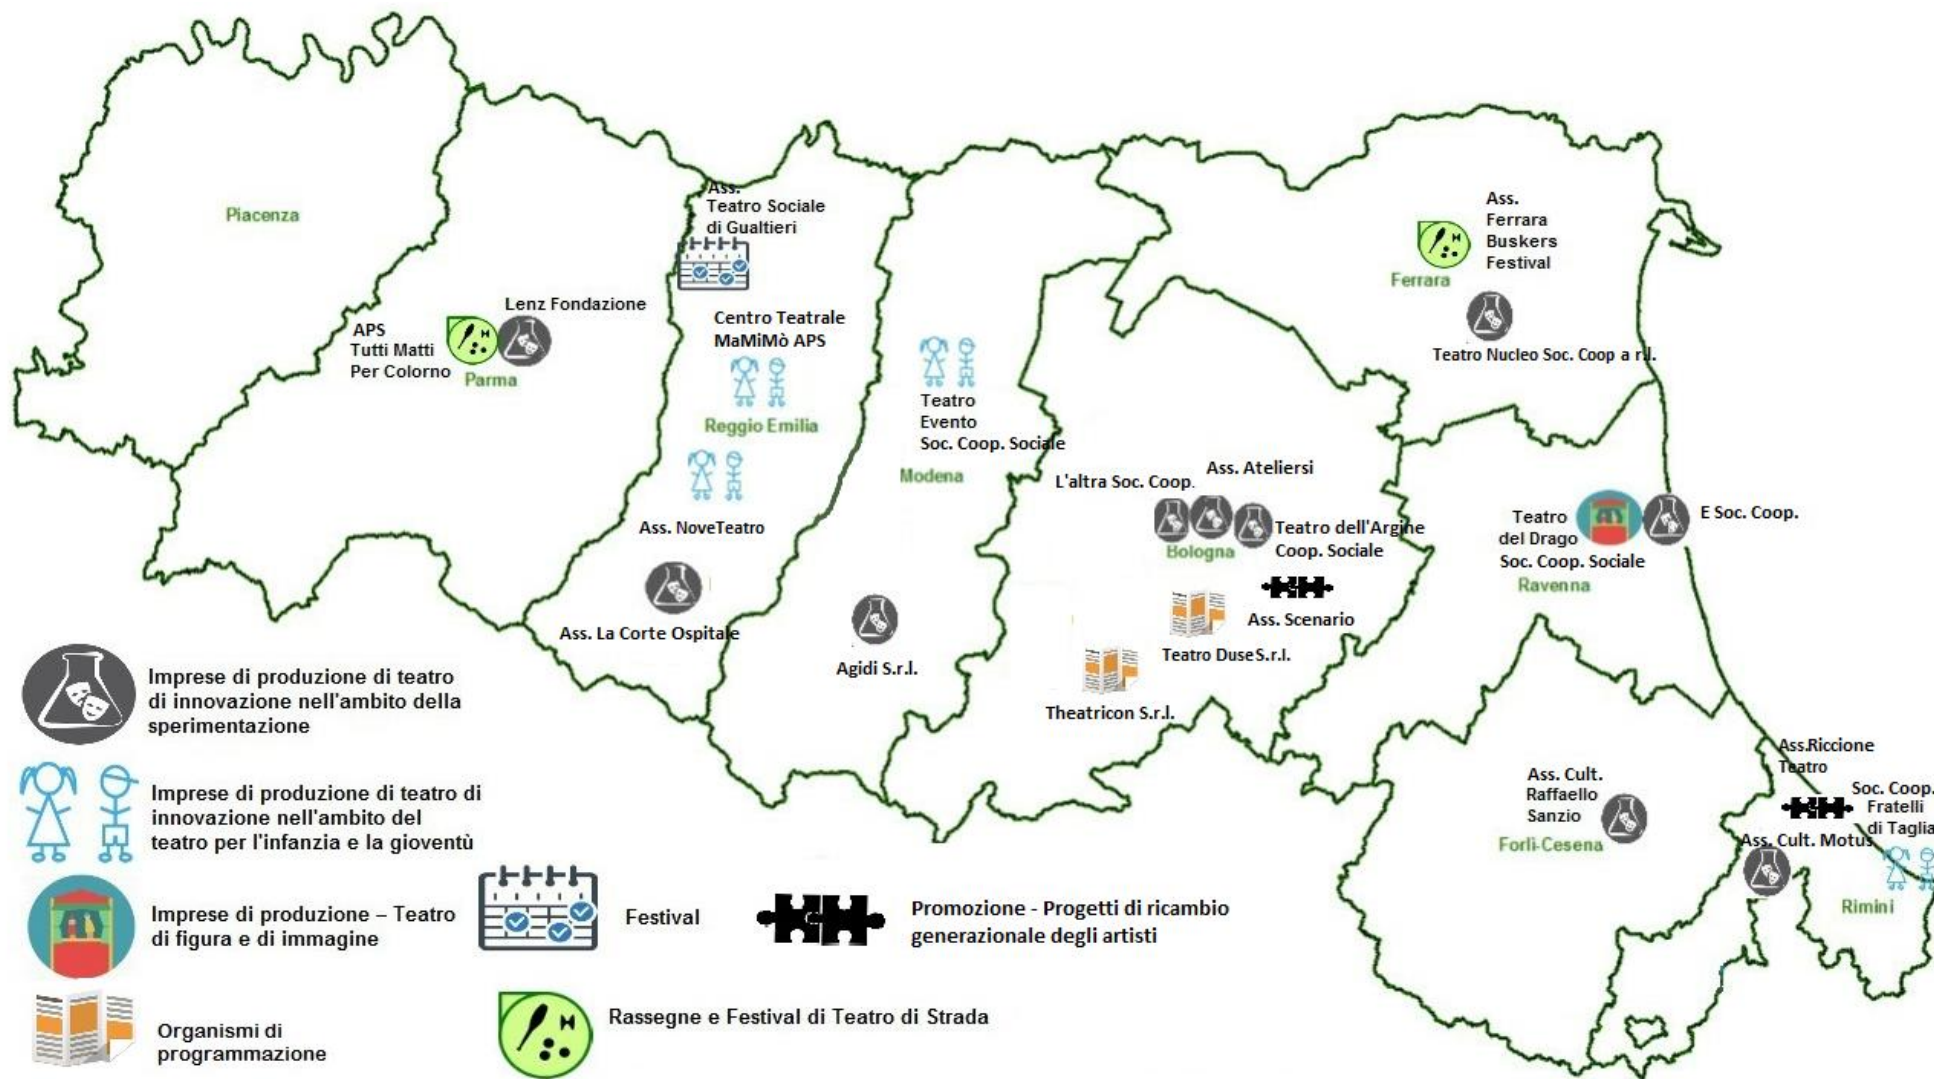 Piacenza
Ass.
Teatro Sociale
di Gualtieri
Lenz Fondazione
APS
Tutti Matti
Per Colorno
Parma
Centro Teatrale
MaMiMò APS
Reggio Emilia
Ass. NoveTeatro
Ass. La Corte Ospitale
Teatro
Evento
Soc. Coop. Sociale
Modena
Agidi S.r.l.
Ass.
Ferrara
Buskers
Festival
Ferrara
Teatro Nucleo Soc. Coop a r.l.
Ass. Ateliersi
L'altra Soc. Coop.
Teatro dell'Argine
Coop. Sociale
Bologna
Ass. Scenario
Teatro Duse S.r.l.
Theatricon S.r.l.
Teatro
del Drago
Soc. Coop. Sociale
E Soc. Coop.
Ravenna
Ass. Cult.
Raffaello
Sanzio
Forlì-Cesena
Ass.Riccione
Teatro
Soc. Coop.
Fratelli
di Taglia
Ass. Cult. Motus
Rimini
Imprese di produzione di teatro
di innovazione nell'ambito della
sperimentazione
Imprese di produzione di teatro di
innovazione nell'ambito del
teatro per l'infanzia e la gioventù
Imprese di produzione – Teatro
di figura e di immagine
Organismi di
programmazione
Festival
Promozione - Progetti di ricambio
generazionale degli artisti
Rassegne e Festival di Teatro di Strada